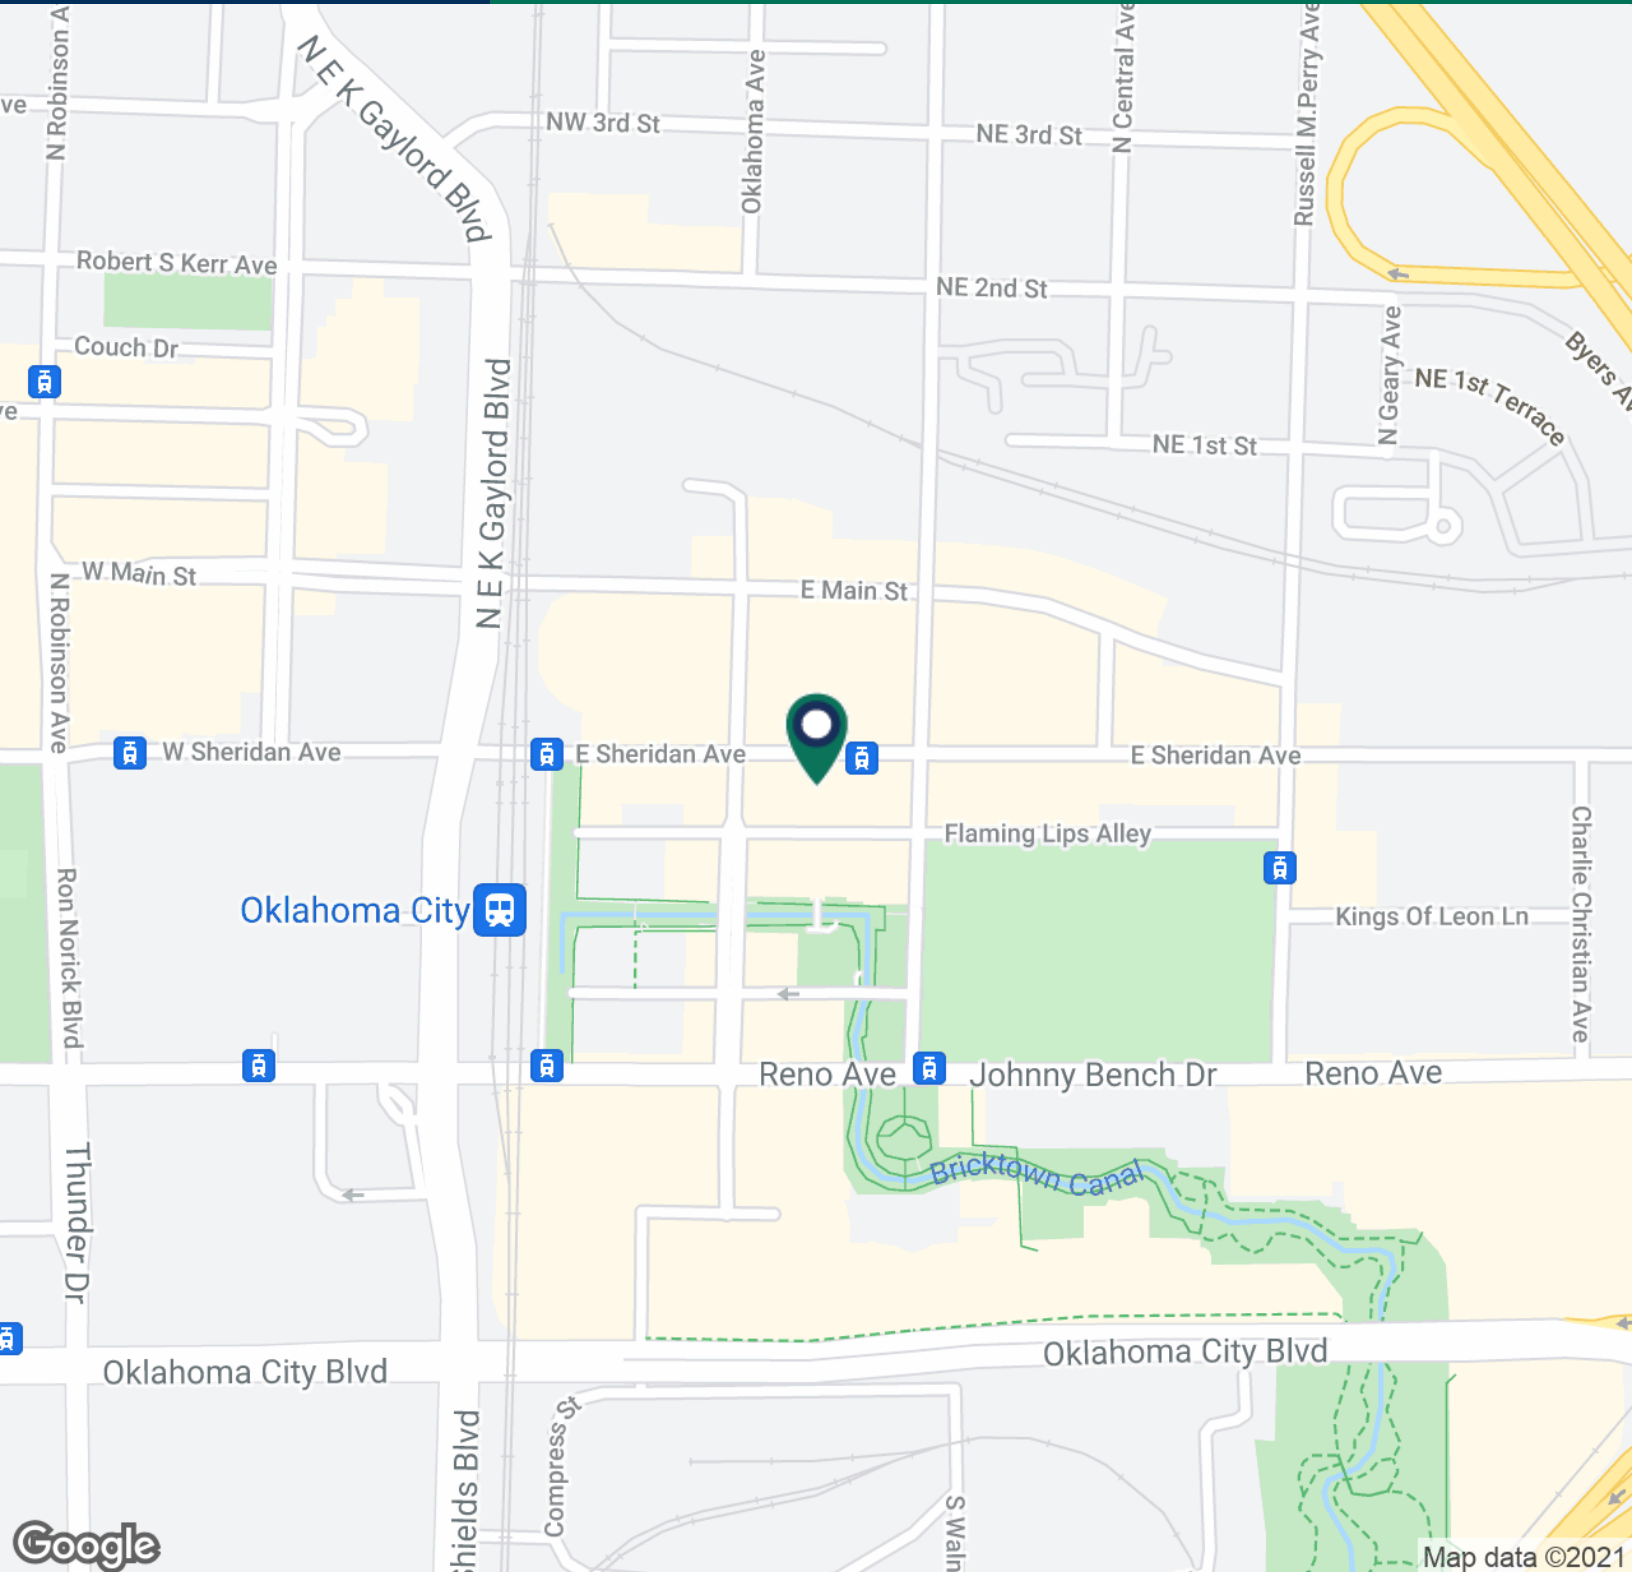 N Robinson A
N E K Gaylord Blvd
Oklahoma Ave
N Central Ave
Russell M.Perry Ave
ve
NW 3rd St
NE 3rd St
Robert S Kerr Ave
NE 2nd St
Couch Dr
N Geary Ave
Byers Av
NE 1st Terrace
ve
N E K Gaylord Blvd
NE 1st St
W Main St
E Main St
N Robinson Ave
W Sheridan Ave
E Sheridan Ave
E Sheridan Ave
Flaming Lips Alley
Charlie Christian Ave
Ron Norick Blvd
Oklahoma City
Kings Of Leon Ln
Reno Ave
Johnny Bench Dr
Reno Ave
Thunder Dr
Bricktown Canal
Oklahoma City Blvd
Oklahoma City Blvd
Shields Blvd
Compress St
S Waln
Google
Map data ©2021